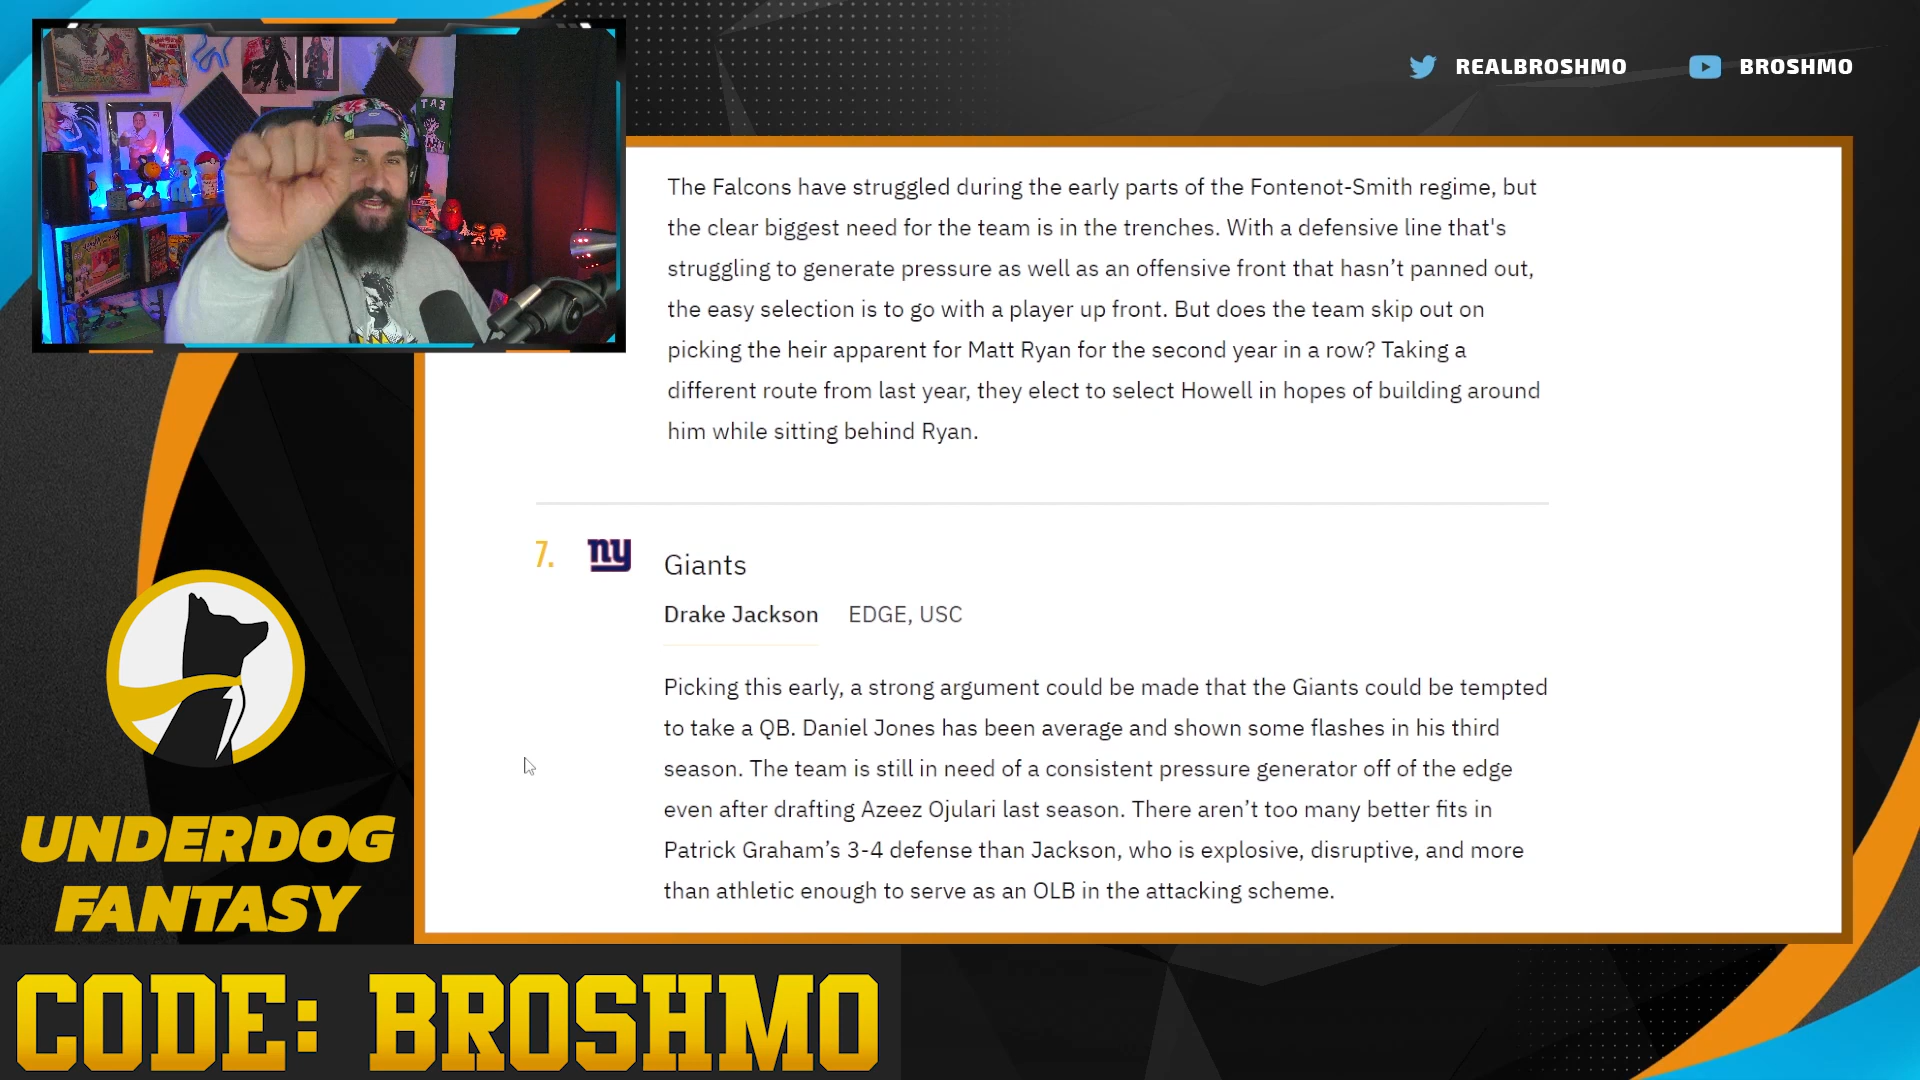 REALBROSHMO
BROSHMO
The Falcons have struggled during the early parts of the Fontenot-Smith regime, but
the clear biggest need for the team is in the trenches. With a defensive line that's
struggling to generate pressure as well as an offensive front that hasn’t panned out,
the easy selection is to go with a player up front. But does the team skip out on
picking the heir apparent for Matt Ryan for the second year in a row? Taking a
different route from last year, they elect to select Howell in hopes of building around
him while sitting behind Ryan.
7.
ny
Giants
Drake Jackson EDGE, USC
Picking this early, a strong argument could be made that the Giants could be tempted
to take a QB. Daniel Jones has been average and shown some flashes in his third
season. The team is still in need of a consistent pressure generator off of the edge
even after drafting Azeez Ojulari last season. There aren’t too many better fits in
Patrick Graham’s 3-4 defense than Jackson, who is explosive, disruptive, and more
than athletic enough to serve as an OLB in the attacking scheme.
UNDERDOG
FANTASY
CODE: BROSHMO